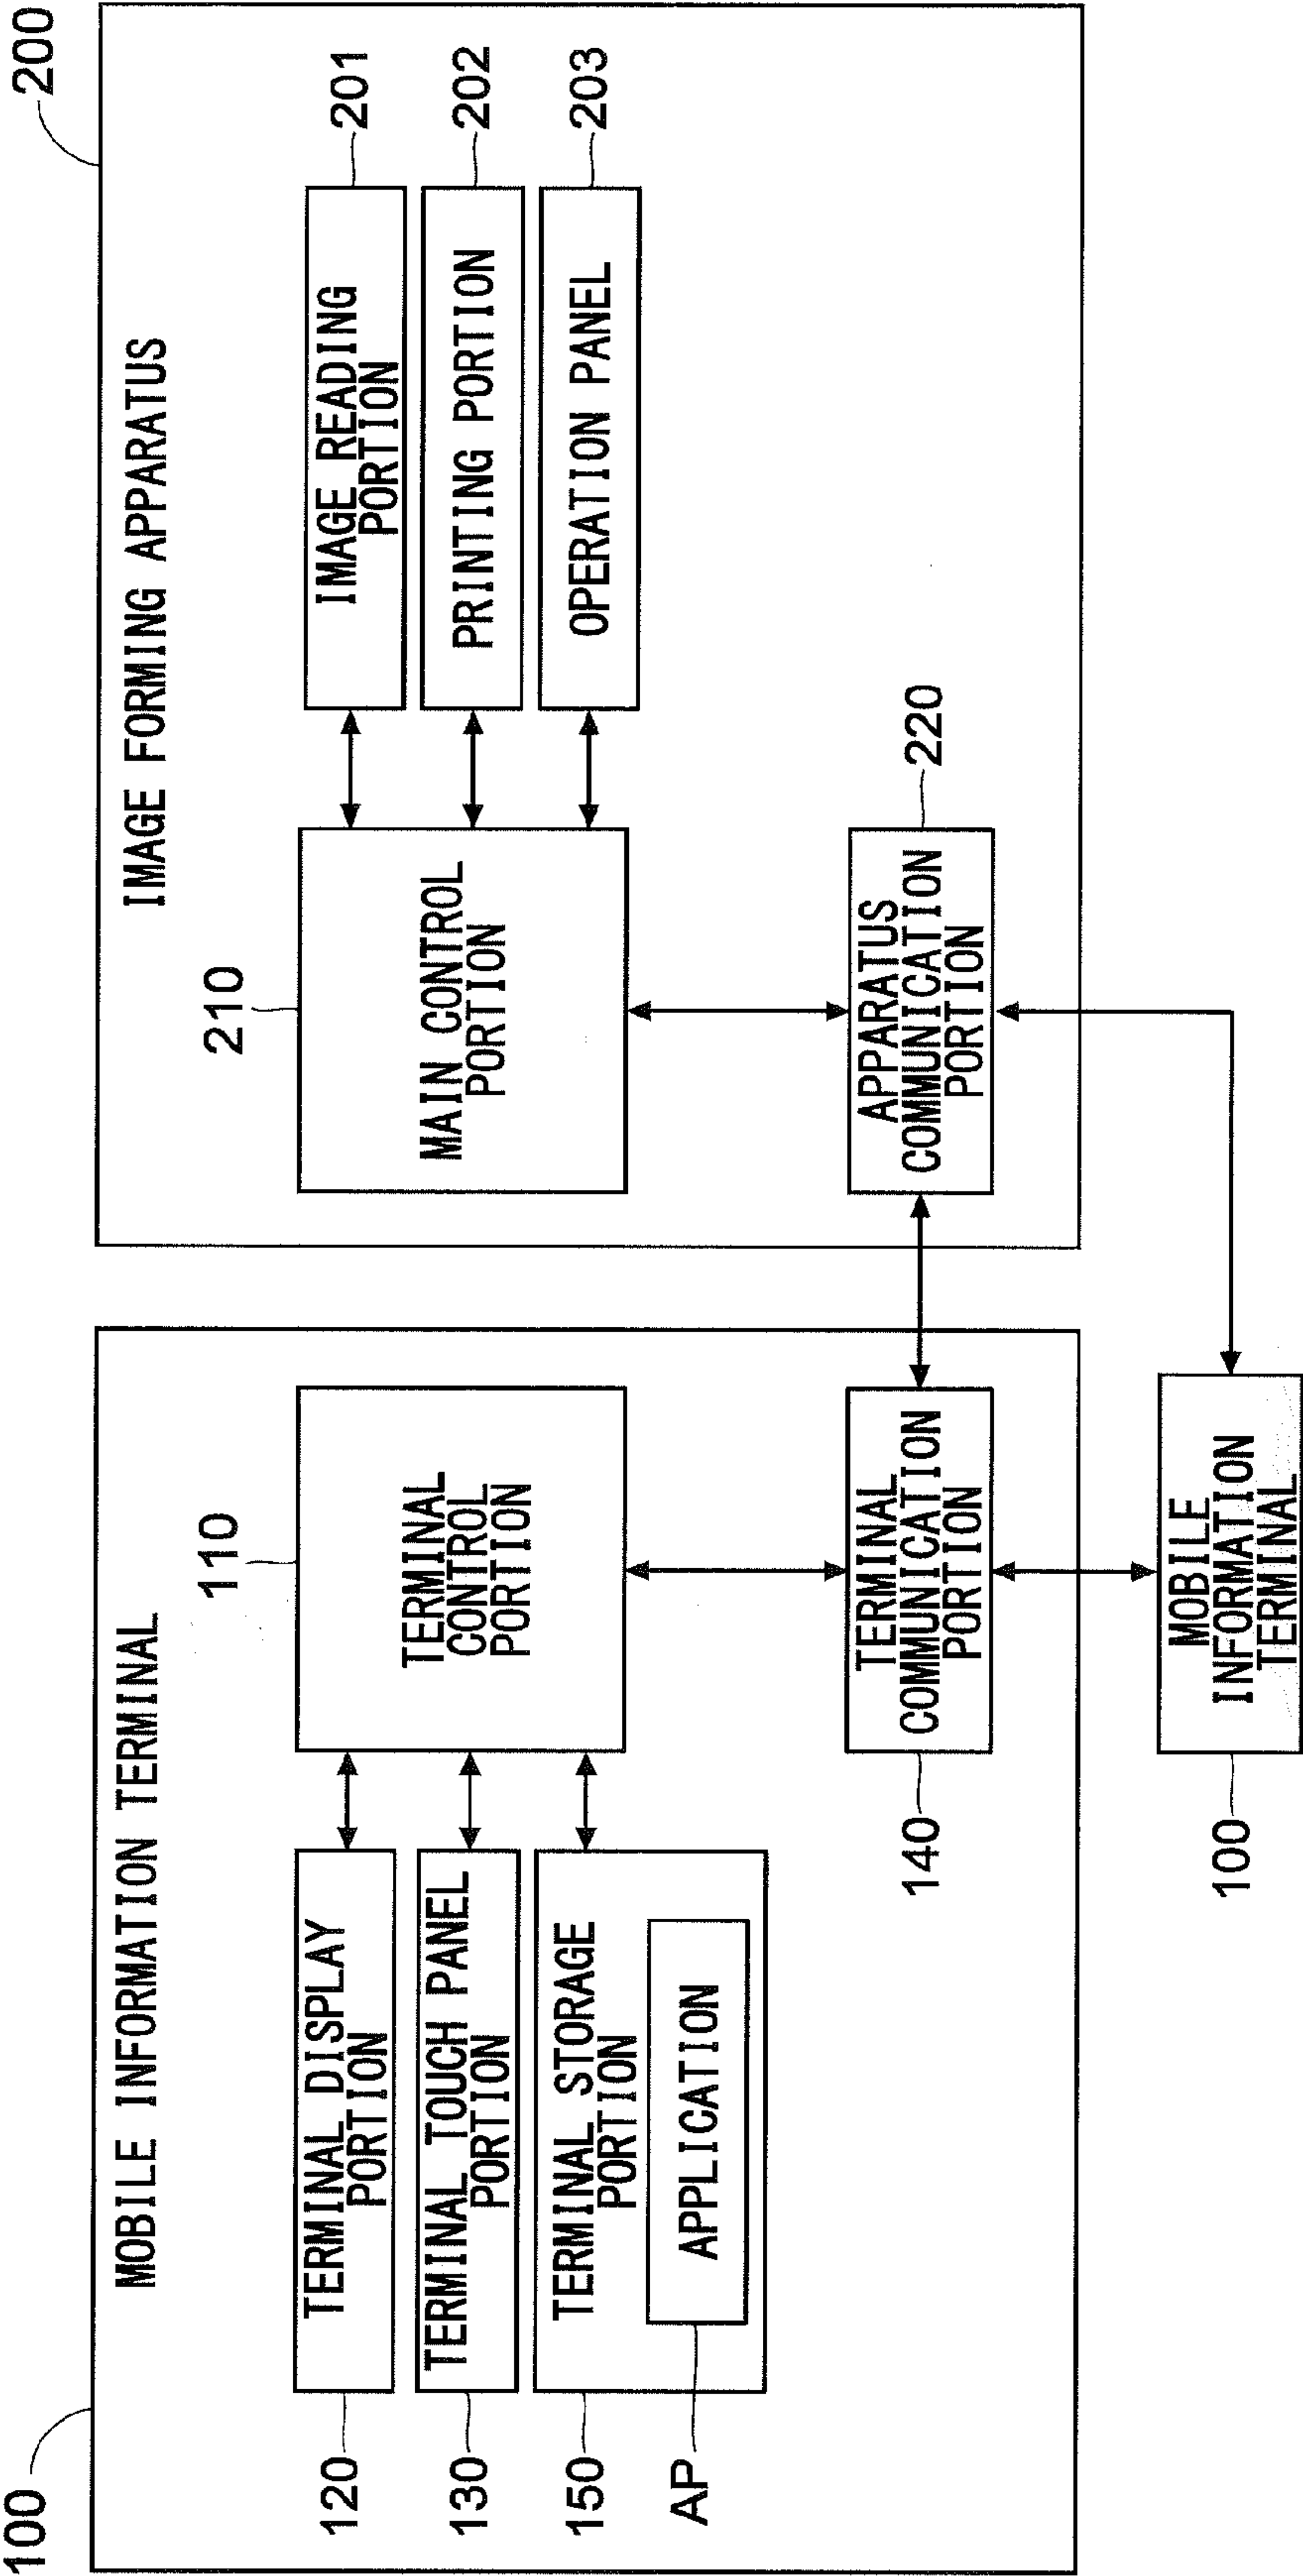 100
MOBILE INFORMATION TERMINAL
110
120
TERMINAL DISPLAY
PORTION
130
TERMINAL TOUCH PANEL
PORTION
150
TERMINAL STORAGE
PORTION
AP
APPLICATION
TERMINAL
CONTROL
PORTION
140
TERMINAL
COMMUNICATION
PORTION
100
MOBILE
INFORMATION
TERMINAL
200
IMAGE FORMING APPARATUS
210
MAIN CONTROL
PORTION
IMAGE READING
PORTION
201
PRINTING PORTION
202
OPERATION PANEL
203
APPARATUS
COMMUNICATION
PORTION
220